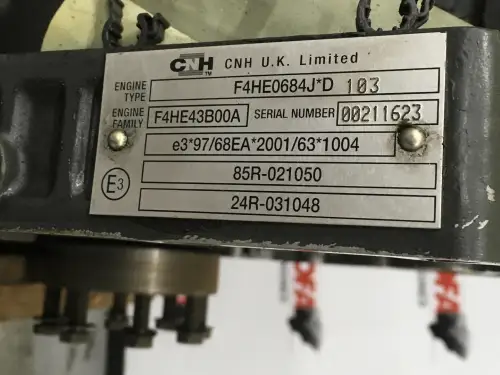 CNH CNH U.K. Limited
TM
ENGINE TYPE F4HE0684J*D 103
ENGINE FAMILY F4HE43B00A SERIAL NUMBER 00211623
e3*97/68EA*2001/63*1004
E3 85R-021050
24R-031048